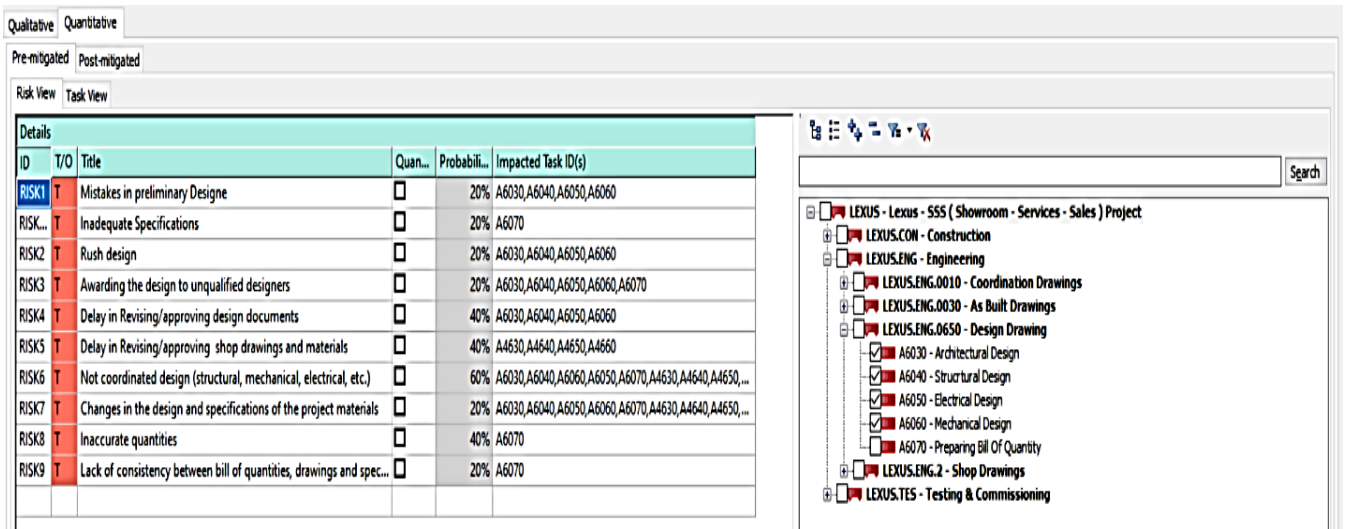 Qualitative Quantitative
Pre-mitigated Post-mitigated
Risk View Task View
Details
ID T/O Title Quan... Probabili... Impacted Task ID(s)
RISK1 T Mistakes in preliminary Designe 20% A6030,A6040,A6050,A6060
RISK... T Inadequate Specifications 20% A6070
RISK2 T Rush design 20% A6030,A6040,A6050,A6060
RISK3 T Awarding the design to unqualified designers 20% A6030,A6040,A6050,A6060,A6070
RISK4 T Delay in Revising/approving design documents 40% A6030,A6040,A6050,A6060
RISK5 T Delay in Revising/approving shop drawings and materials 40% A4630,A4640,A4650,A4660
RISK6 T Not coordinated design (structural, mechanical, electrical, etc.) 60% A6030,A6040,A6060,A6050,A6070,A4630,A4640,A4650,...
RISK7 T Changes in the design and specifications of the project materials 20% A6030,A6040,A6050,A6060,A6070,A4630,A4640,A4650,...
RISK8 T Inaccurate quantities 40% A6070
RISK9 T Lack of consistency between bill of quantities, drawings and spec... 20% A6070
Search
LEXUS - Lexus - SSS ( Showroom - Services - Sales ) Project
LEXUS.CON - Construction
LEXUS.ENG - Engineering
LEXUS.ENG.0010 - Coordination Drawings
LEXUS.ENG.0030 - As Built Drawings
LEXUS.ENG.0650 - Design Drawing
A6030 - Architectural Design
A6040 - Strucrtural Design
A6050 - Electrical Design
A6060 - Mechanical Design
A6070 - Preparing Bill Of Quantity
LEXUS.ENG.2 - Shop Drawings
LEXUS.TES - Testing & Commissioning